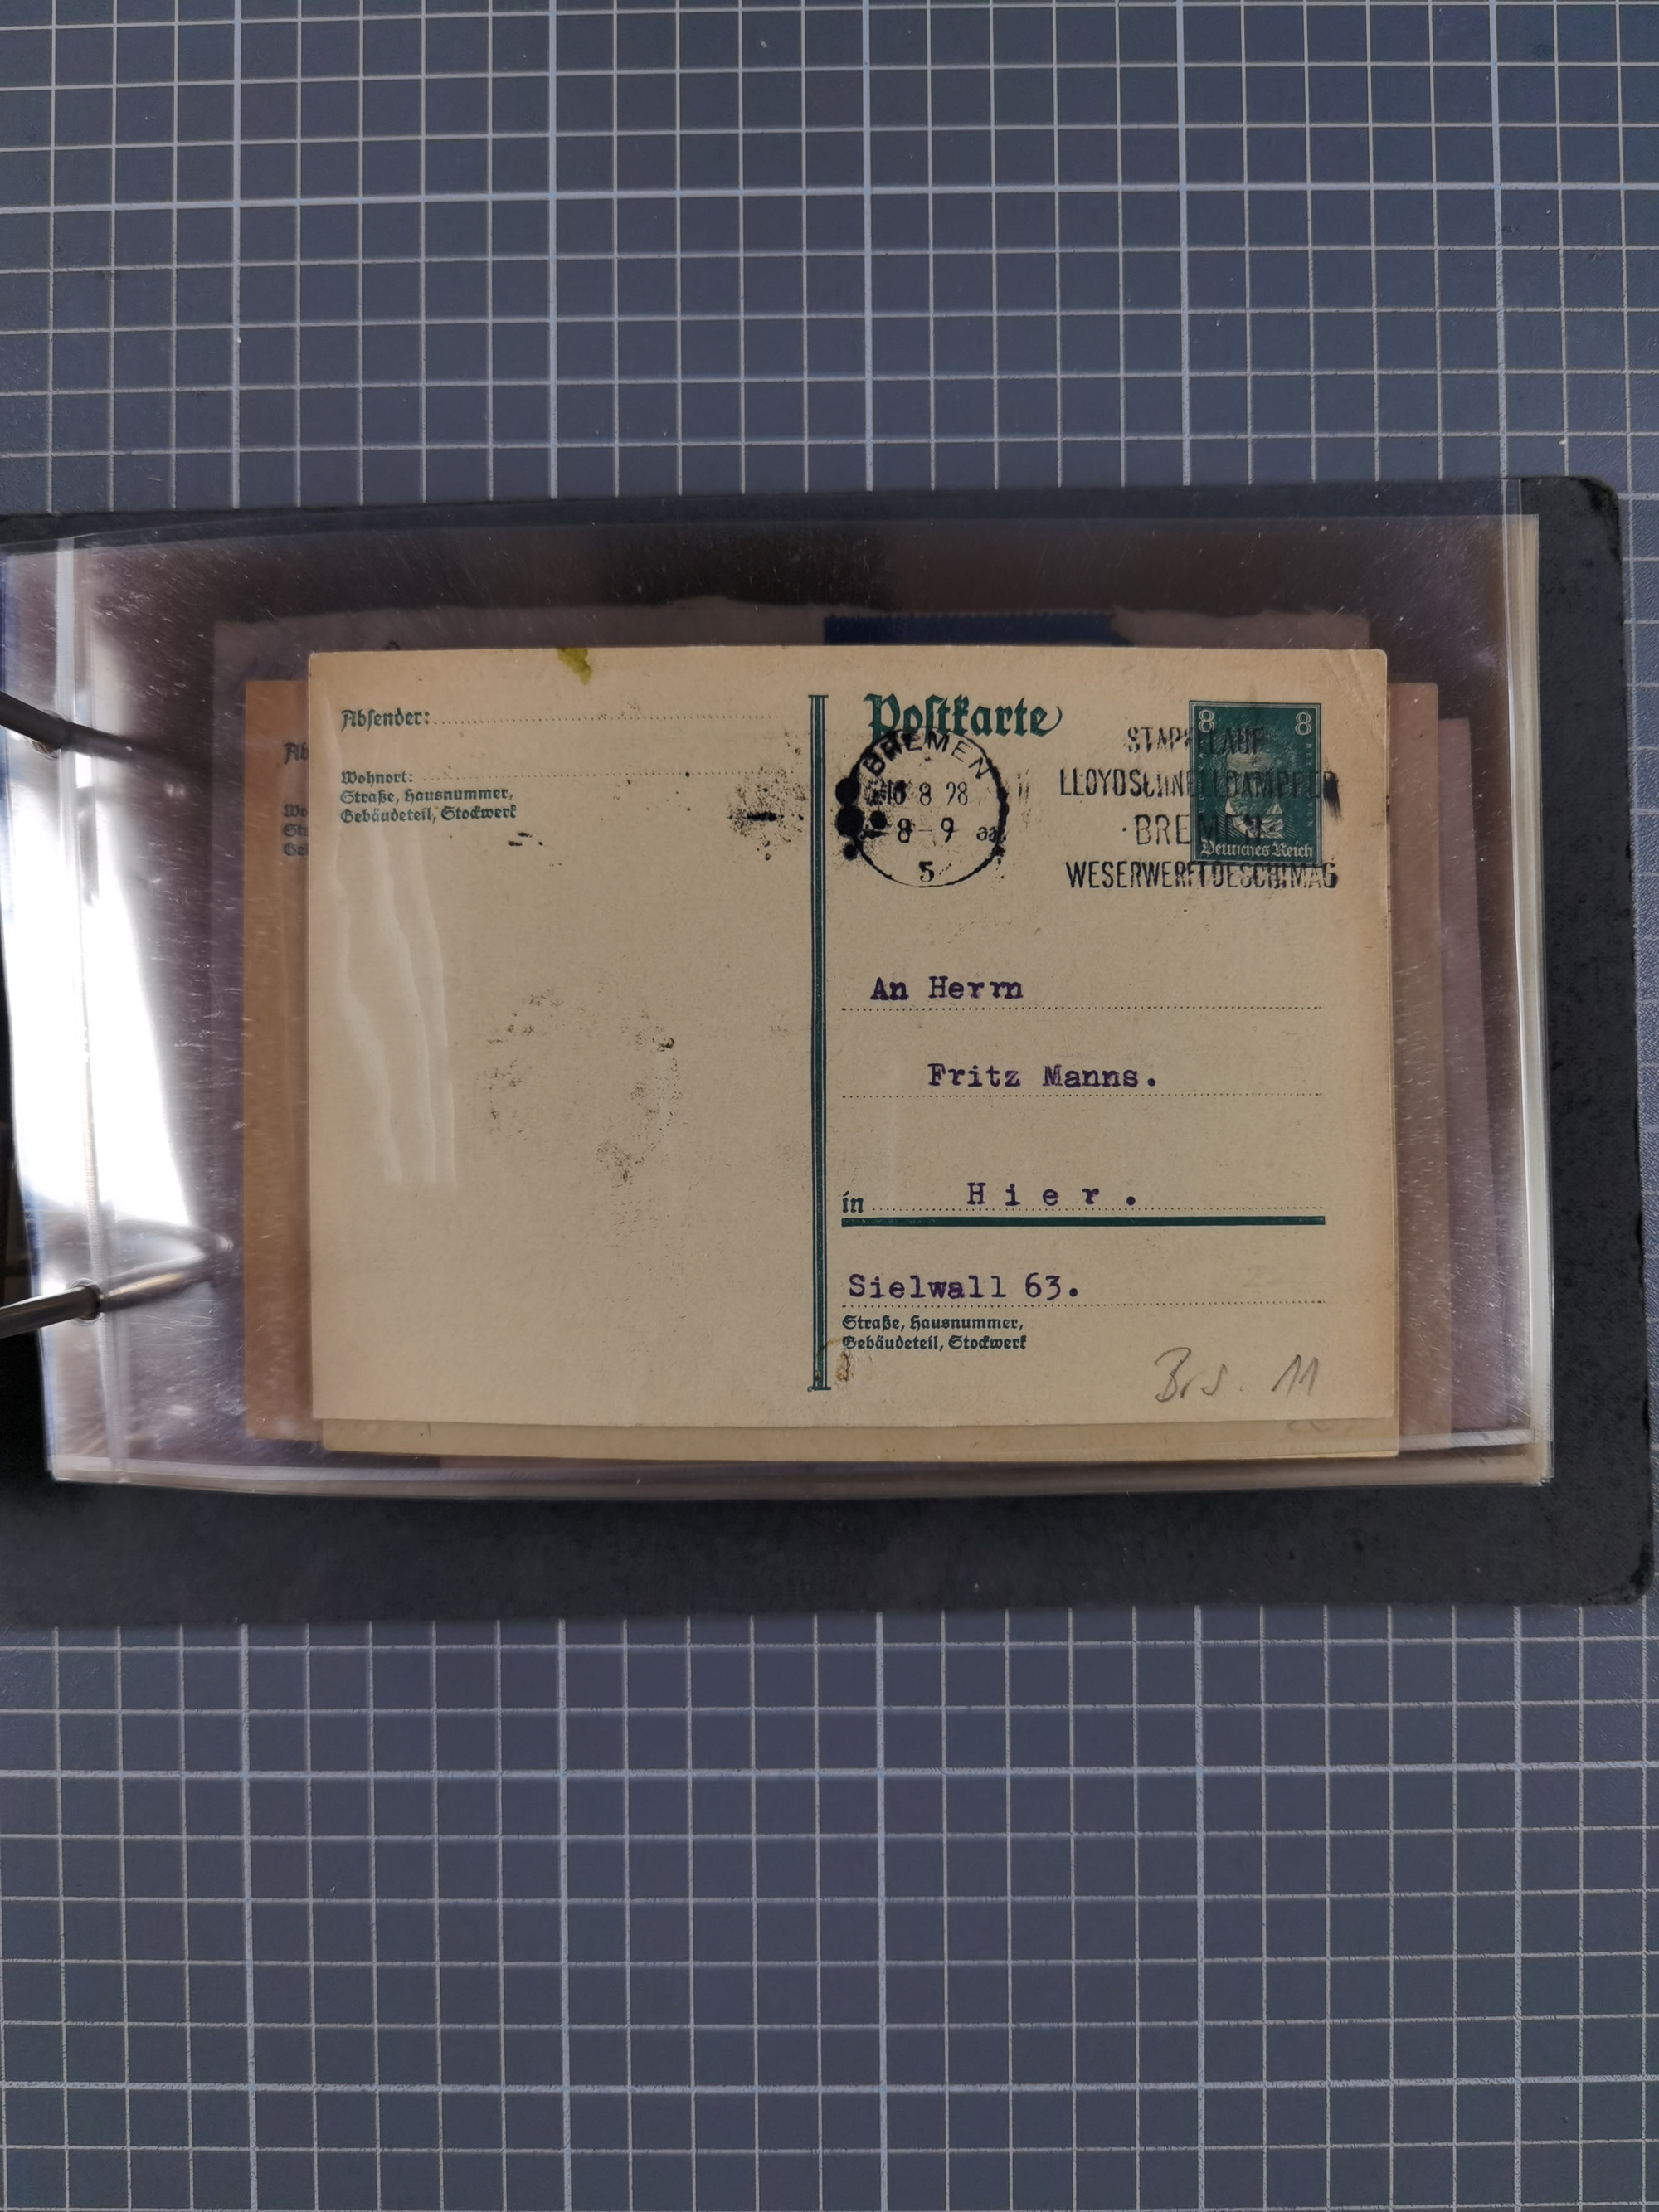 Absender:
Wohnort:
Straße, Hausnummer,
Gebäudeteil, Stockwerk
Postkarte
8 8
Deutsches Reich
BREMEN
8 28
8-9
5
STAPELLAUF
LLOYDSCHNELLDAMPFER
·BREMEN·
WESERWERFT DESCHIMAG
An Herrn
Fritz Manns.
in Hier.
Sielwall 63.
Straße, Hausnummer,
Gebäudeteil, Stockwerk
Brs. 11